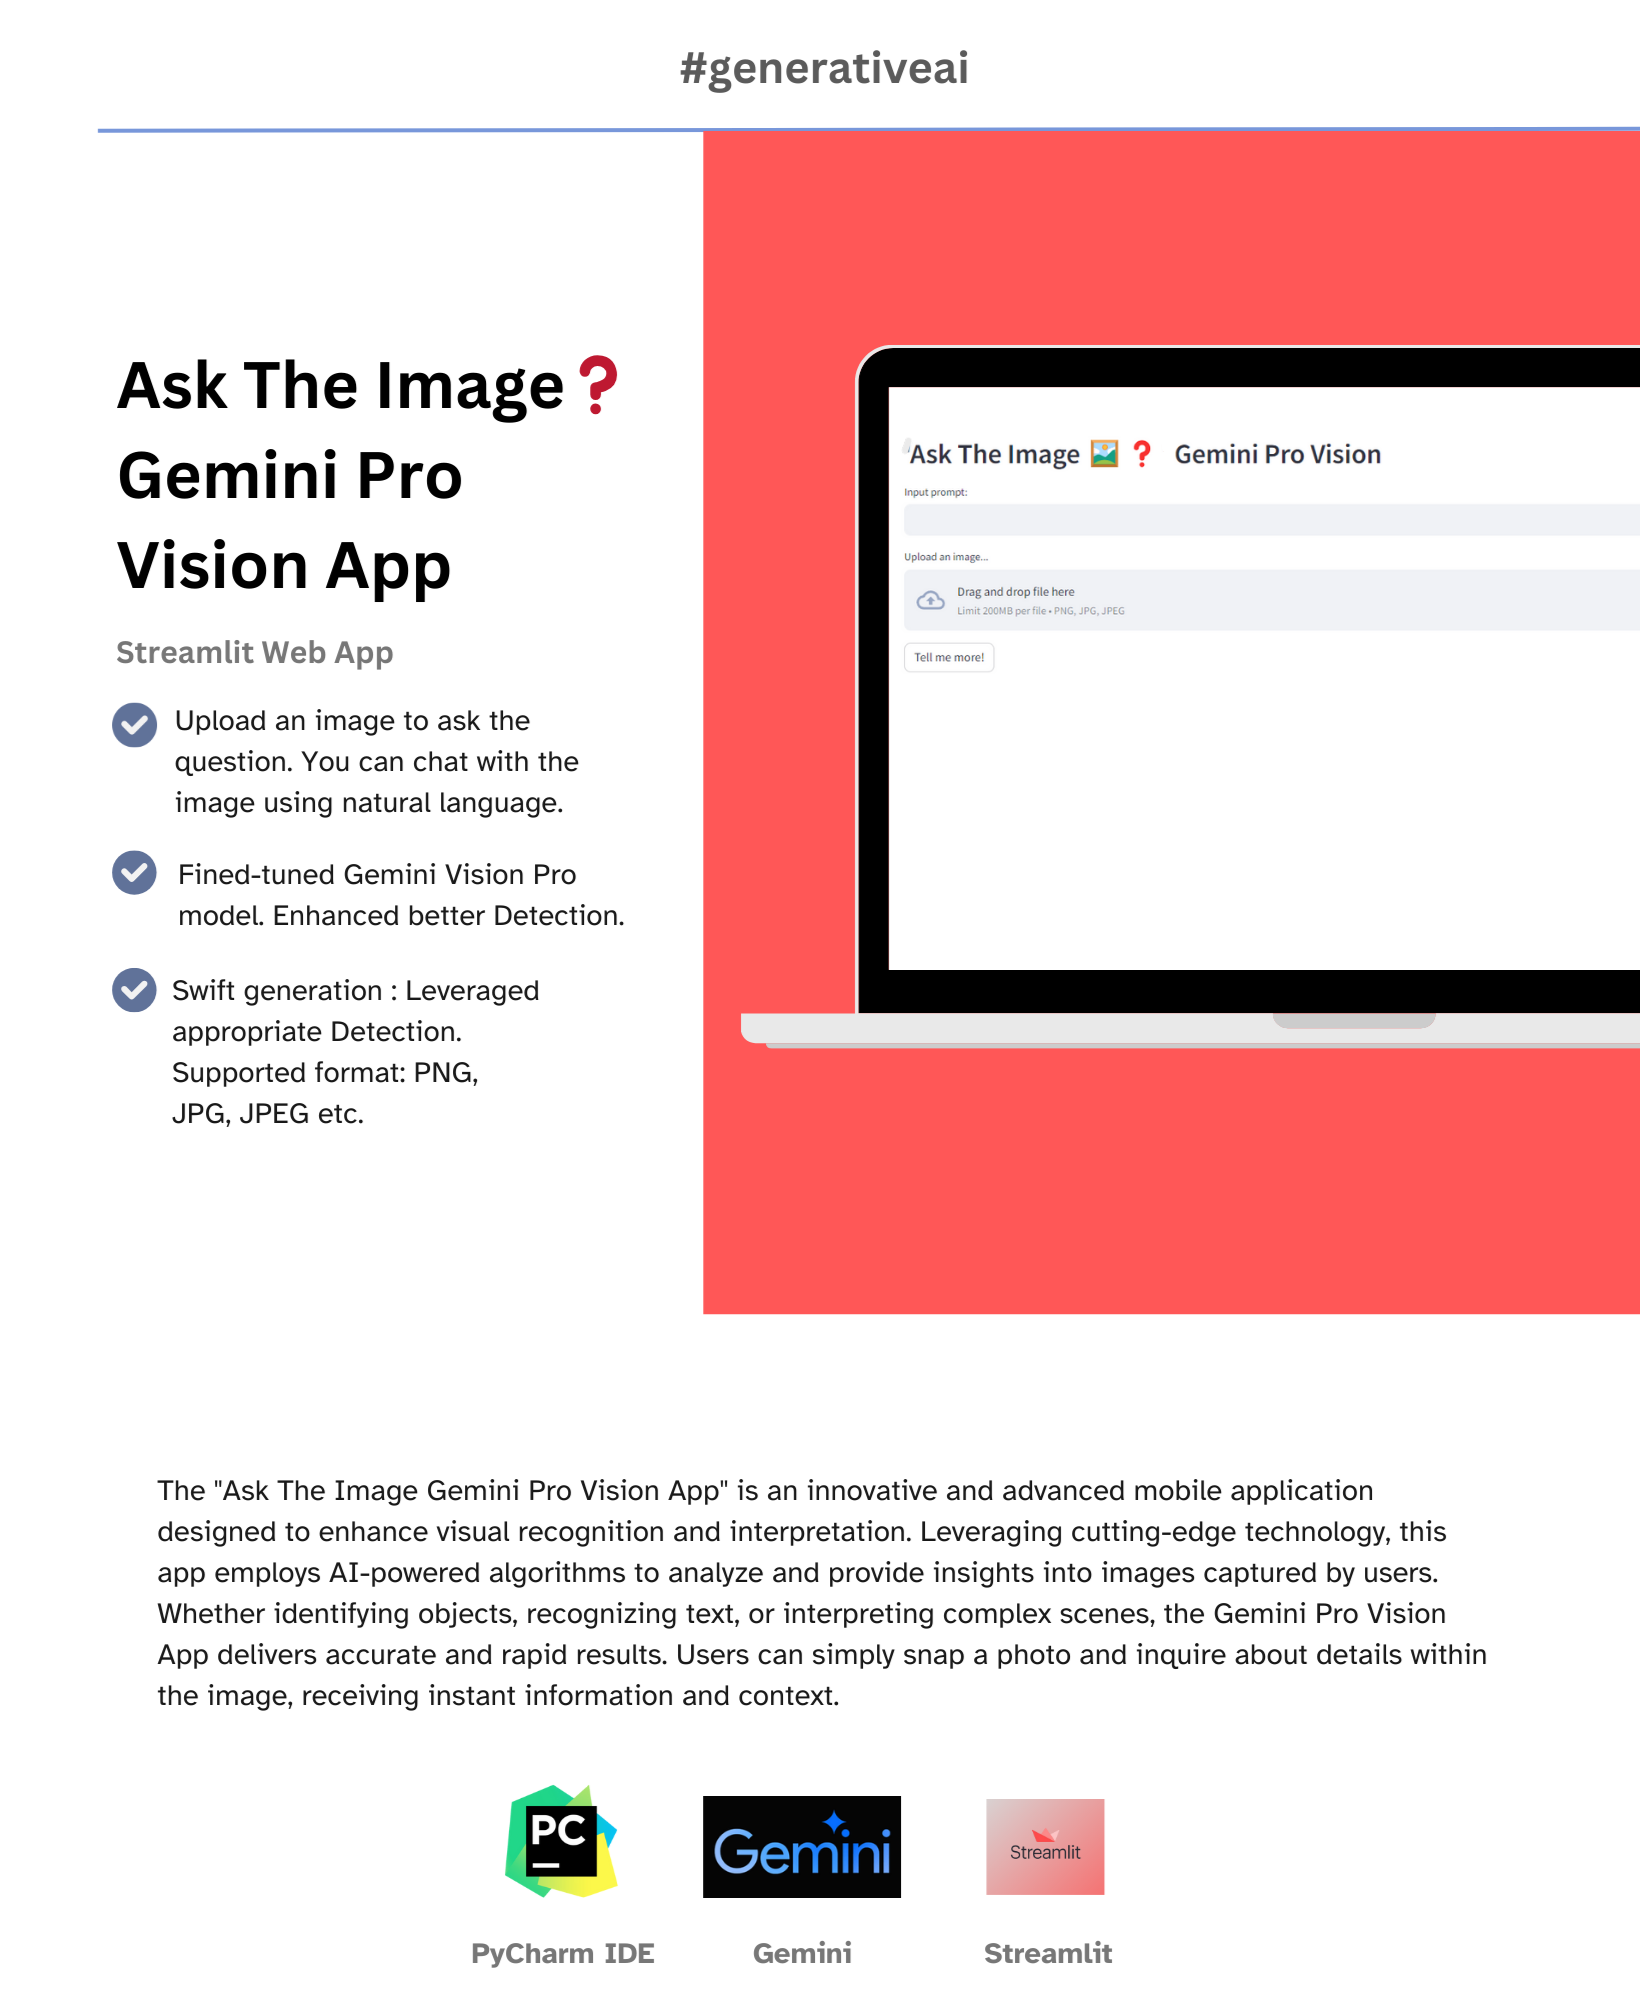 #generativeai
Ask The Image❓
Gemini Pro
Vision App
Streamlit Web App
Upload an image to ask the
question. You can chat with the
image using natural language.
Fined-tuned Gemini Vision Pro
model. Enhanced better Detection.
Swift generation : Leveraged
appropriate Detection.
Supported format: PNG,
JPG, JPEG etc.
Ask The Image 🖼️ ❓ Gemini Pro Vision
Input prompt:
Upload an image...
Drag and drop file here
Limit 200MB per file • PNG, JPG, JPEG
Tell me more!
The "Ask The Image Gemini Pro Vision App" is an innovative and advanced mobile application
designed to enhance visual recognition and interpretation. Leveraging cutting-edge technology, this
app employs AI-powered algorithms to analyze and provide insights into images captured by users.
Whether identifying objects, recognizing text, or interpreting complex scenes, the Gemini Pro Vision
App delivers accurate and rapid results. Users can simply snap a photo and inquire about details within
the image, receiving instant information and context.
PC
Gemini
Streamlit
PyCharm IDE
Gemini
Streamlit